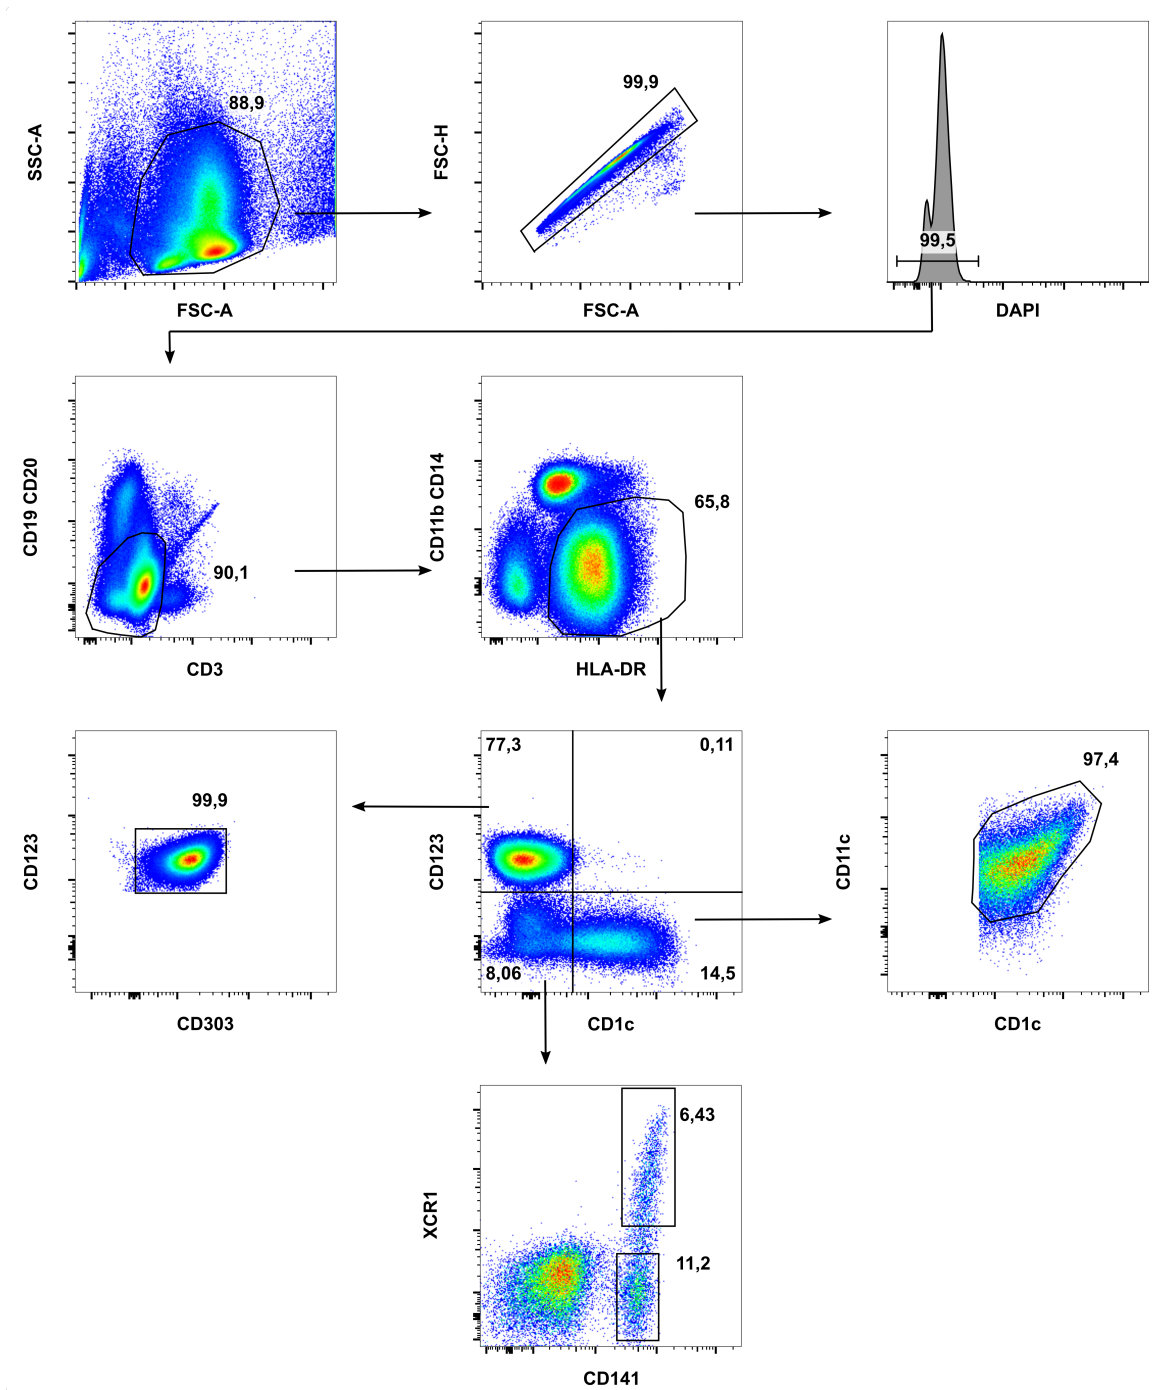 88,9
SSC-A
FSC-A
99,9
FSC-H
FSC-A
99,5
DAPI
CD19 CD20
90,1
CD3
CD11b CD14
65,8
HLA-DR
99,9
CD123
CD303
77,3
0,11
CD123
8,06
14,5
CD1c
97,4
CD11c
CD1c
6,43
XCR1
11,2
CD141